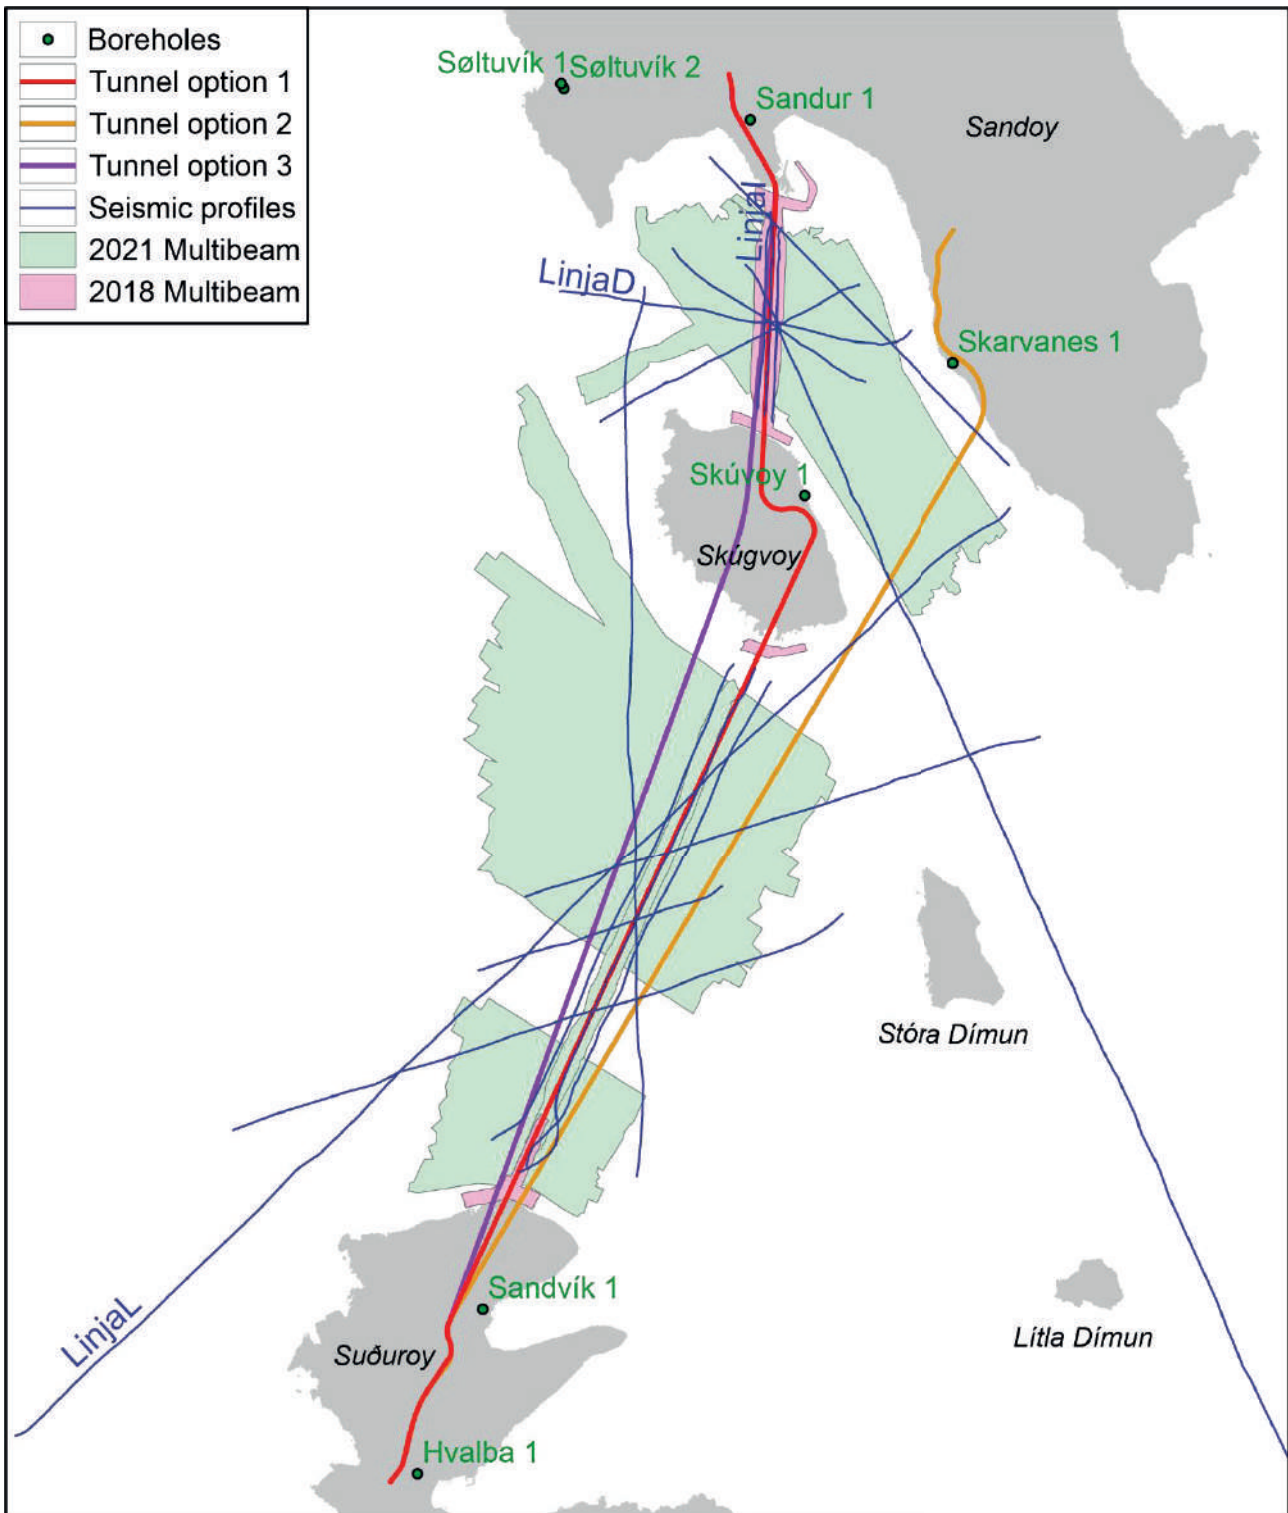 Boreholes
Tunnel option 1
Tunnel option 2
Tunnel option 3
Seismic profiles
2021 Multibeam
2018 Multibeam
Søltuvík 1
Søltuvík 2
Sandur 1
Sandoy
LinjaI
LinjaD
Skarvanes 1
Skúvoy 1
Skúgvoy
Stóra Dímun
Sandvík 1
LinjaL
Suðuroy
Lítla Dímun
Hvalba 1